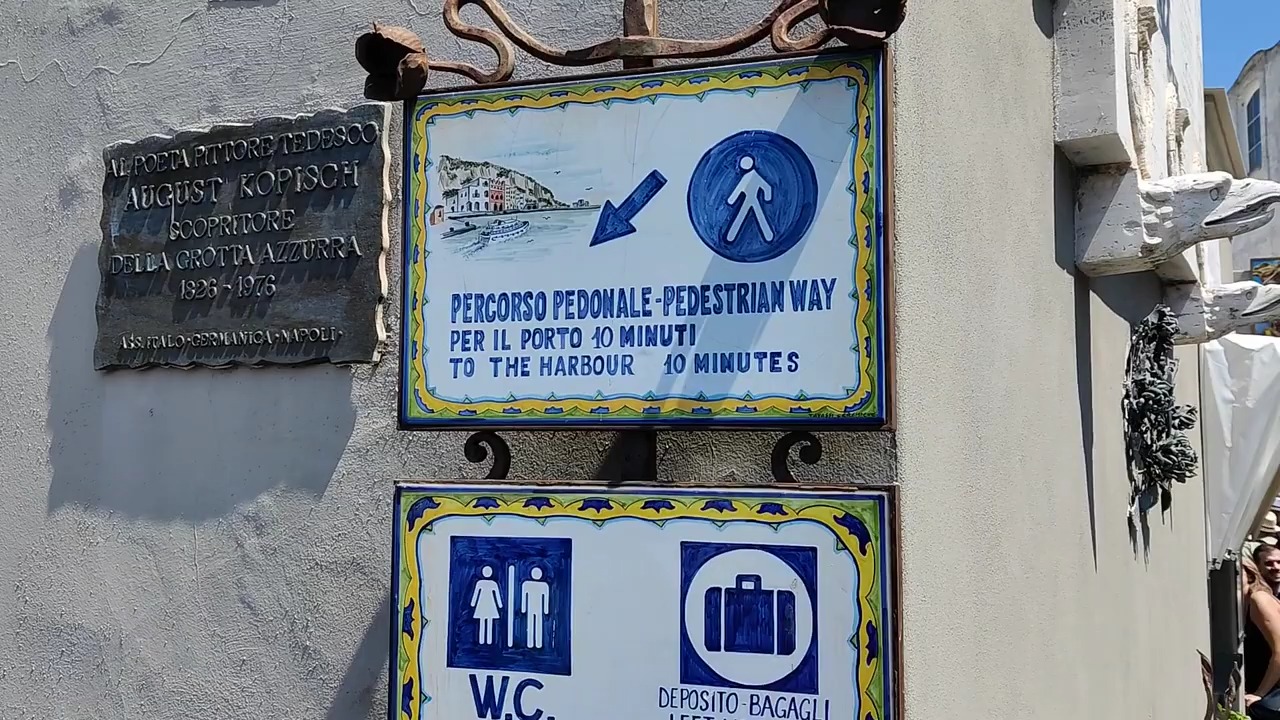 AL POETA PITTORE TEDESCO
AUGUST KOPISCH
SCOPRITORE
DELLA GROTTA AZZURRA
1826 - 1976
ASS. ITALO-GERMANICA-NAPOLI
PERCORSO PEDONALE-PEDESTRIAN WAY
PER IL PORTO 10 MINUTI
TO THE HARBOUR 10 MINUTES
W.C.
DEPOSITO-BAGAGLI
LEFT